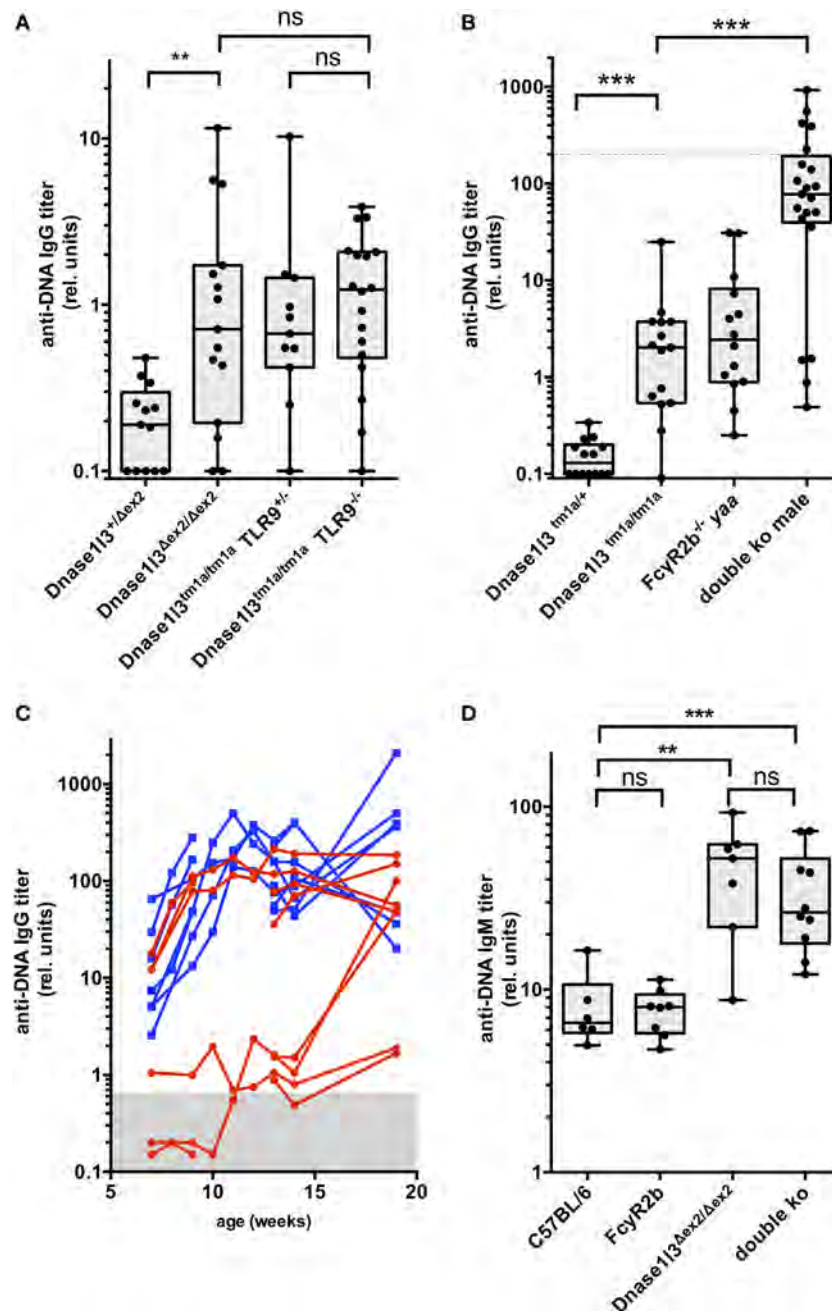 A
ns
**
ns
10
1
0.1
anti-DNA IgG titer
(rel. units)
Dnase1l3+/Δex2
Dnase1l3Δex2/Δex2
Dnase1l3tm1a/tm1a TLR9+/-
Dnase1l3tm1a/tm1a TLR9-/-
B
***
***
1000
100
10
1
0.1
anti-DNA IgG titer
(rel. units)
Dnase1l3 tm1a/+
Dnase1l3 tm1a/tm1a
FcγR2b-/- yaa
double ko male
C
1000
100
10
1
0.1
anti-DNA IgG titer
(rel. units)
5 10 15 20
age (weeks)
D
***
**
ns
ns
100
10
1
anti-DNA IgM titer
(rel. units)
C57BL/6
FcγR2b
Dnase1l3Δex2/Δex2
double ko